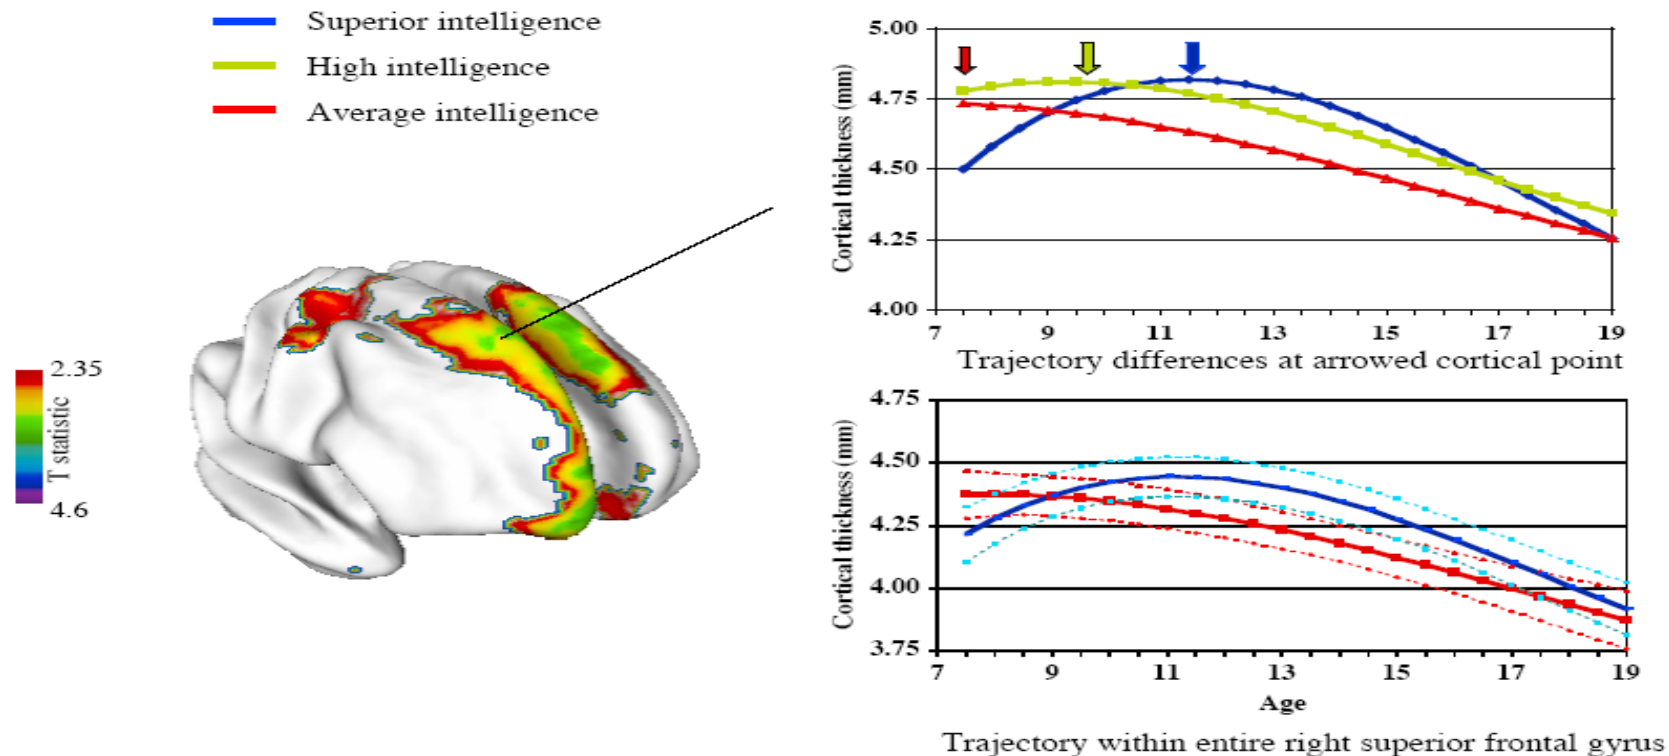 Superior intelligence
High intelligence
Average intelligence
2.35
T statistic
4.6
Cortical thickness (mm)
5.00
4.75
4.50
4.25
4.00
7 9 11 13 15 17 19
Trajectory differences at arrowed cortical point
Cortical thickness (mm)
4.75
4.50
4.25
4.00
3.75
7 9 11 13 15 17 19
Age
Trajectory within entire right superior frontal gyrus